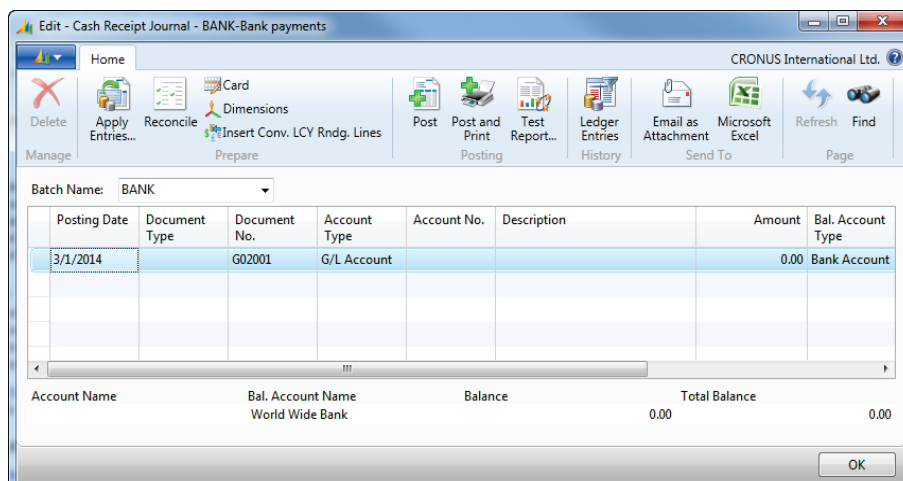 Edit - Cash Receipt Journal - BANK-Bank payments
Home
CRONUS International Ltd.
Delete
Apply Entries...
Reconcile
Card
Dimensions
Insert Conv. LCY Rndg. Lines
Post
Post and Print
Test Report...
Ledger Entries
Email as Attachment
Microsoft Excel
Refresh
Find
Manage
Prepare
Posting
History
Send To
Page
Batch Name: BANK
Posting Date Document Type Document No. Account Type Account No. Description Amount Bal. Account Type
3/1/2014 G02001 G/L Account 0.00 Bank Account
Account Name Bal. Account Name Balance Total Balance
World Wide Bank 0.00 0.00
OK